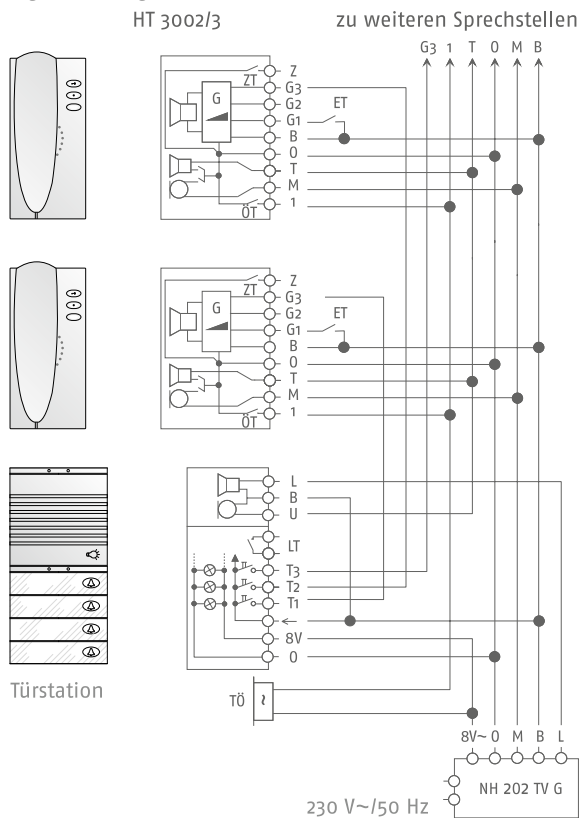 HT 3002/3 zu weiteren Sprechstellen
G3 1 T 0 M B
Z
ZT
G3
G
G2
ET
G1
B
0
T
M
1
ÖT
Z
ZT
G3
G
G2
ET
G1
B
0
T
M
1
ÖT
L
B
U
LT
T3
T2
T1
←
8V
0
Türstation
TÖ ~
8V~ 0 M B L
NH 202 TV G
230 V~/50 Hz